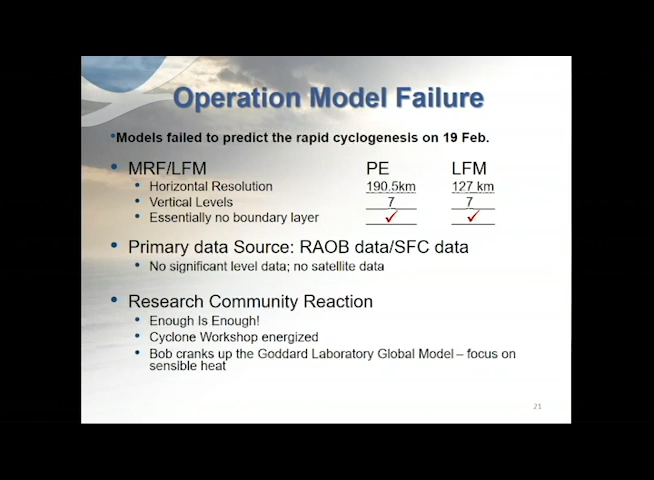 Operation Model Failure
•Models failed to predict the rapid cyclogenesis on 19 Feb.
• MRF/LFM PE LFM
• Horizontal Resolution 190.5km 127 km
• Vertical Levels 7 7
• Essentially no boundary layer ✓ ✓
• Primary data Source: RAOB data/SFC data
• No significant level data; no satellite data
• Research Community Reaction
• Enough Is Enough!
• Cyclone Workshop energized
• Bob cranks up the Goddard Laboratory Global Model – focus on
sensible heat
21